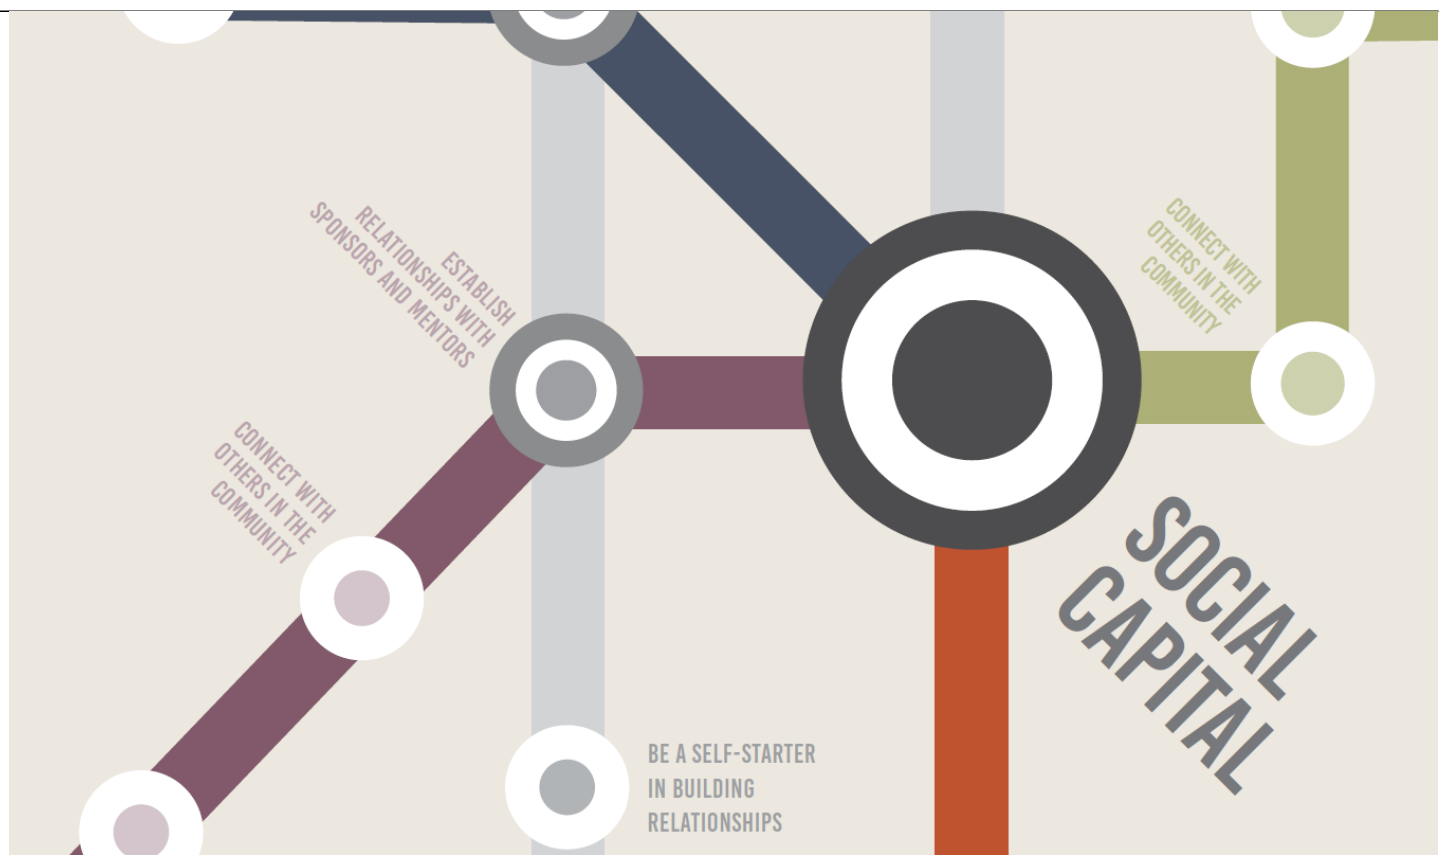 ESTABLISH
RELATIONSHIPS WITH
SPONSORS AND MENTORS
CONNECT WITH
OTHERS IN THE
COMMUNITY
CONNECT WITH
OTHERS IN THE
COMMUNITY
SOCIAL
CAPITAL
BE A SELF-STARTER
IN BUILDING
RELATIONSHIPS